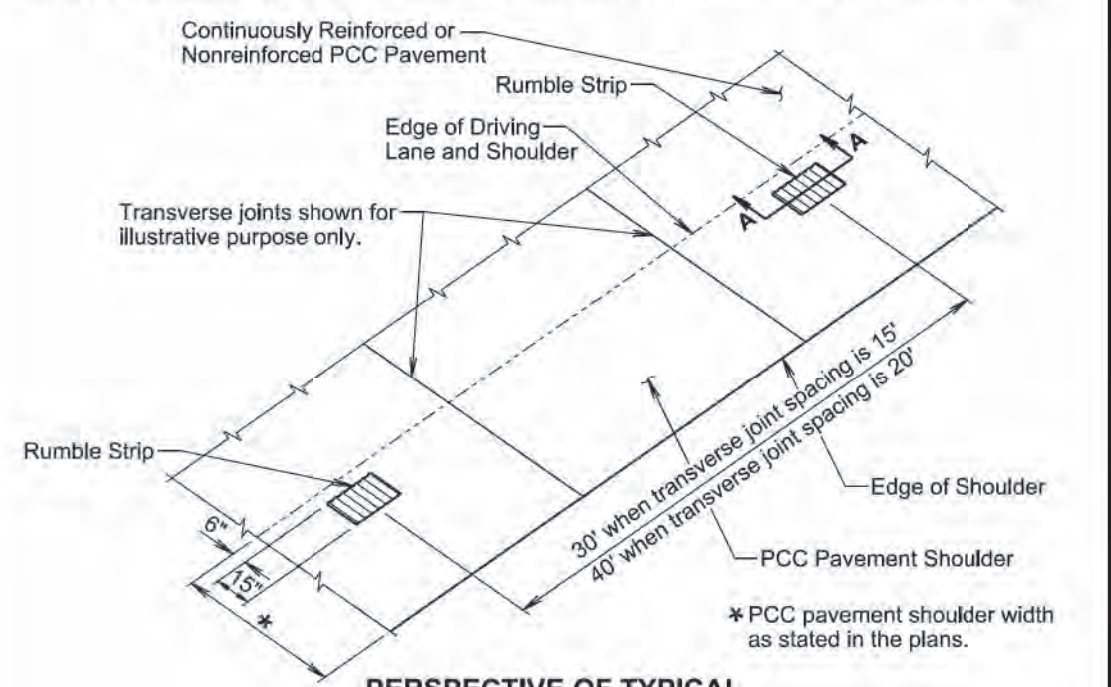 Continuously Reinforced or
Nonreinforced PCC Pavement
Rumble Strip
Edge of Driving
Lane and Shoulder
A
A
Transverse joints shown for
illustrative purpose only.
30' when transverse joint spacing is 15'
40' when transverse joint spacing is 20'
Rumble Strip
Edge of Shoulder
6"
15"
*
PCC Pavement Shoulder
* PCC pavement shoulder width
as stated in the plans.
PERSPECTIVE OF TYPICAL